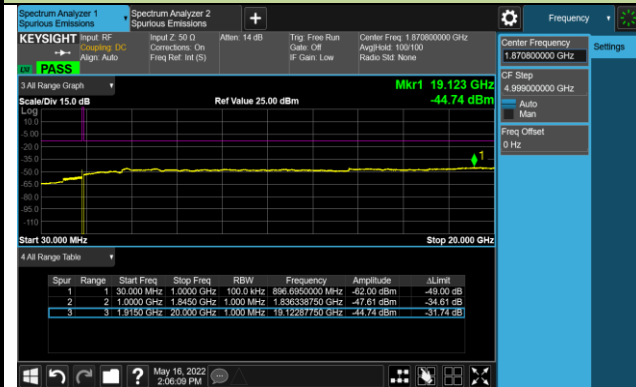 Spectrum Analyzer 1
Spurious Emissions
Spectrum Analyzer 2
Spurious Emissions
+
Frequency
KEYSIGHT
Input: RF
Coupling: DC
Align: Auto
Input Z: 50 Ω
Corrections: On
Freq Ref: Int (S)
Atten: 14 dB
Trig: Free Run
Gate: Off
IF Gain: Low
Center Freq: 1.870800000 GHz
Avg|Hold: 100/100
Radio Std: None
PASS
Center Frequency
1.870800000 GHz
Settings
CF Step
4.999000000 GHz
Auto
Man
Freq Offset
0 Hz
3 All Range Graph
Mkr1 19.123 GHz
-44.74 dBm
Scale/Div 15.0 dB
Ref Value 25.00 dBm
Log
10.0
-5.00
-20.0
-35.0
-50.0
-65.0
-80.0
-95.0
-110
1
Start 30.000 MHz
Stop 20.000 GHz
4 All Range Table
Spur Range Start Freq Stop Freq RBW Frequency Amplitude ΔLimit
1 1 30.000 MHz 1.0000 GHz 100.0 kHz 896.6950000 MHz -62.00 dBm -49.00 dB
2 2 1.0000 GHz 1.8450 GHz 1.000 MHz 1.836338750 GHz -47.61 dBm -34.61 dB
3 3 1.9150 GHz 20.000 GHz 1.000 MHz 19.12287750 GHz -44.74 dBm -31.74 dB
?
May 16, 2022
2:06:09 PM